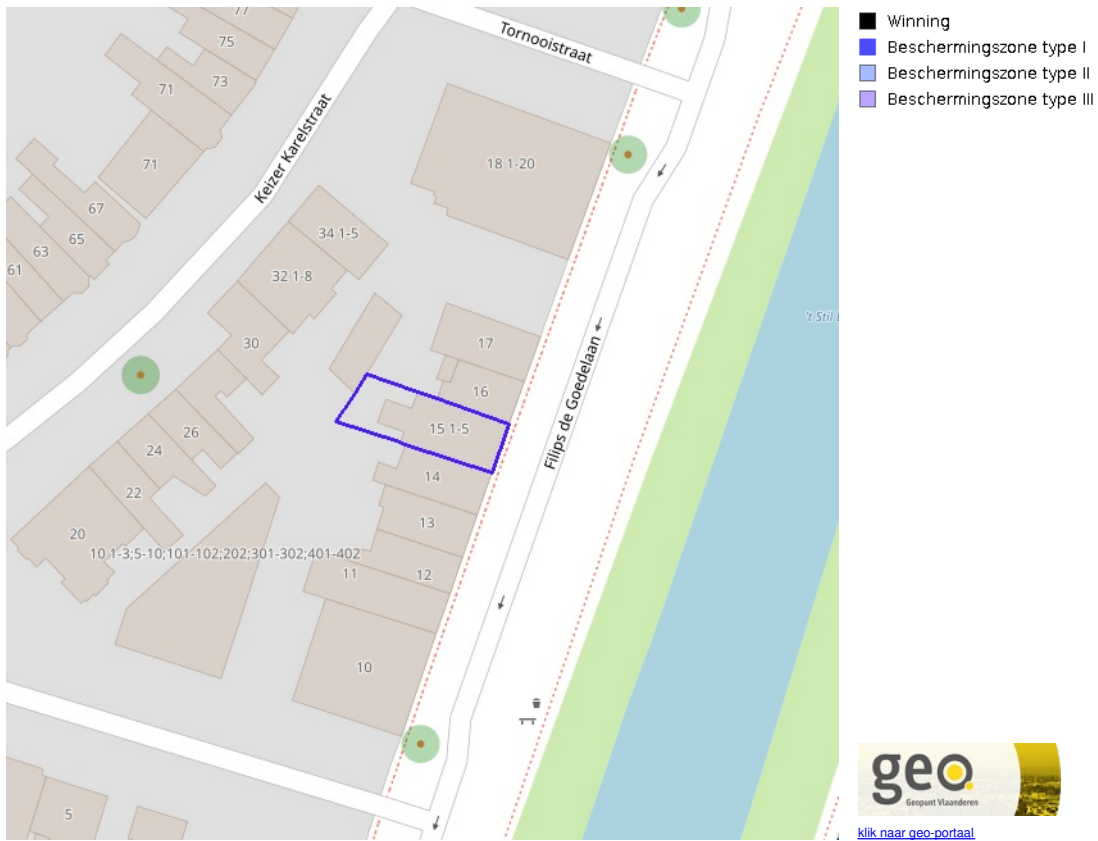 77
75
73
71
71
67
65
63
61
Tornooistraat
Keizer Karelstraat
18 1-20
34 1-5
32 1-8
30
17
16
15 1-5
14
13
12
11
10
26
24
22
20
10 1-3;5-10;101-102;202;301-302;401-402
5
Filips de Goedelaan
't Stil
Winning
Beschermingszone type I
Beschermingszone type II
Beschermingszone type III
geo.
Geopunt Vlaanderen
klik naar geo-portaal